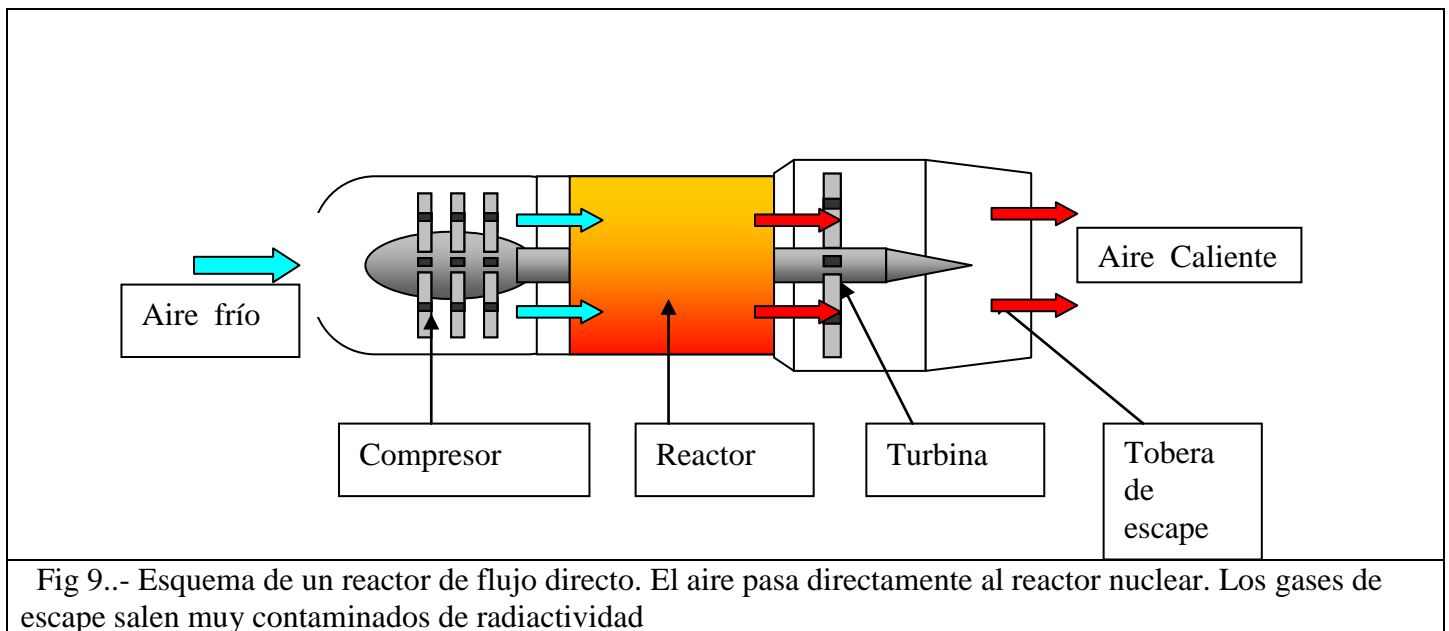 Aire frío
Aire Caliente
Compresor
Reactor
Turbina
Tobera
de
escape
Fig 9..- Esquema de un reactor de flujo directo. El aire pasa directamente al reactor nuclear. Los gases de
escape salen muy contaminados de radiactividad